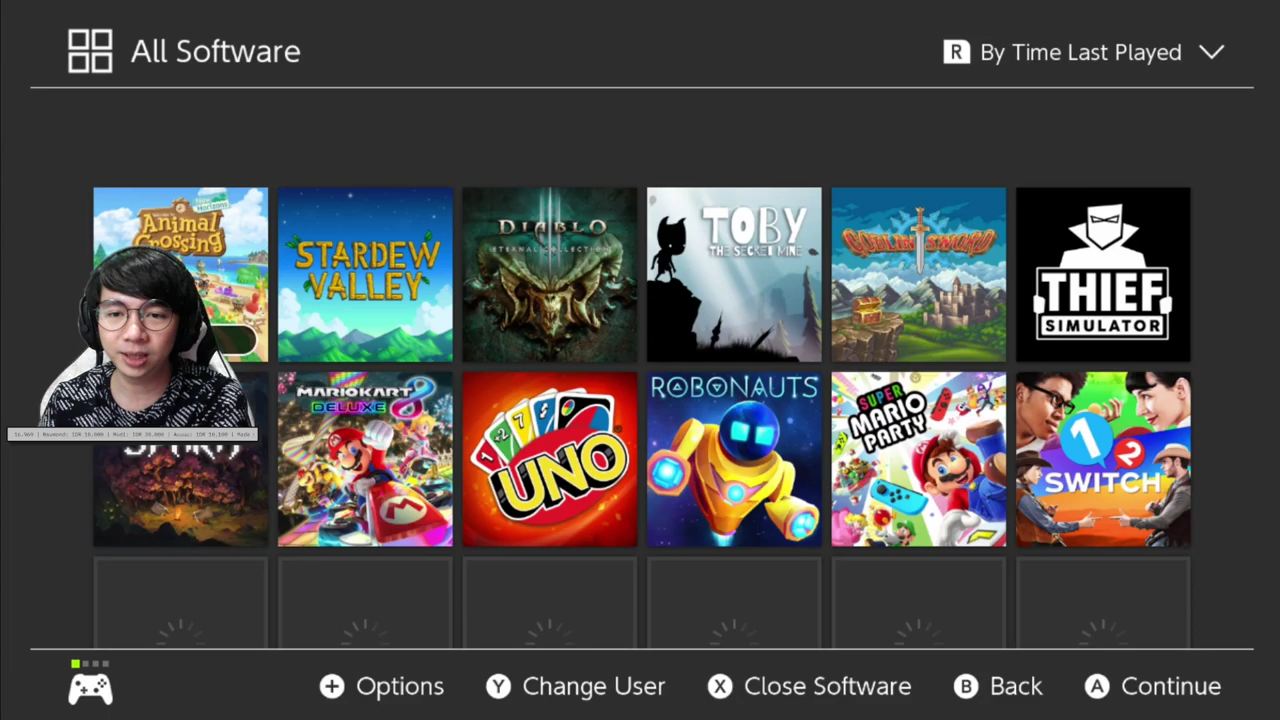 All Software
R By Time Last Played
New Horizons
Animal Crossing
STARDEW
VALLEY
DIABLO
ETERNAL COLLECTION
TOBY
THE SECRET MINE
GOBLIN SWORD
THIEF
SIMULATOR
MARIOKART 8
DELUXE
UNO
ROBONAUTS
SUPER
MARIO
PARTY
1 2
SWITCH
+ Options
Y Change User
X Close Software
B Back
A Continue